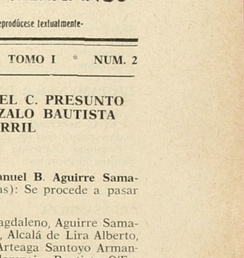 eprodúcese textualmente-
TOMO I * NUM. 2
EL C. PRESUNTO
ZALO BAUTISTA
RRIL
anuel B. Aguirre Sama-
as): Se procede a pasar
agdaleno, Aguirre Sama-
, Alcalá de Lira Alberto,
Arteaga Santoyo Arman-